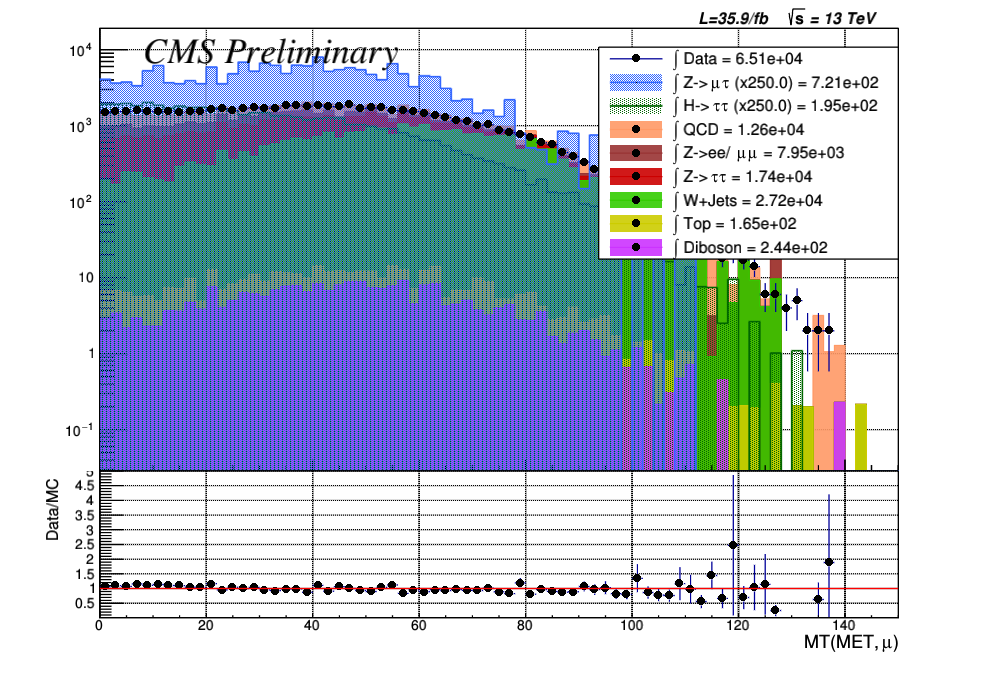 L=35.9/fb √s = 13 TeV
CMS Preliminary
∫ Data = 6.51e+04
∫ Z->μτ (x250.0) = 7.21e+02
∫ H->ττ (x250.0) = 1.95e+02
∫ QCD = 1.26e+04
∫ Z->ee/ μμ = 7.95e+03
∫ Z->ττ = 1.74e+04
∫ W+Jets = 2.72e+04
∫ Top = 1.65e+02
∫ Diboson = 2.44e+02
10⁴
10³
10²
10
1
10⁻¹
Data/MC
5
4.5
4
3.5
3
2.5
2
1.5
1
0.5
0 20 40 60 80 100 120 140
MT(MET, μ)